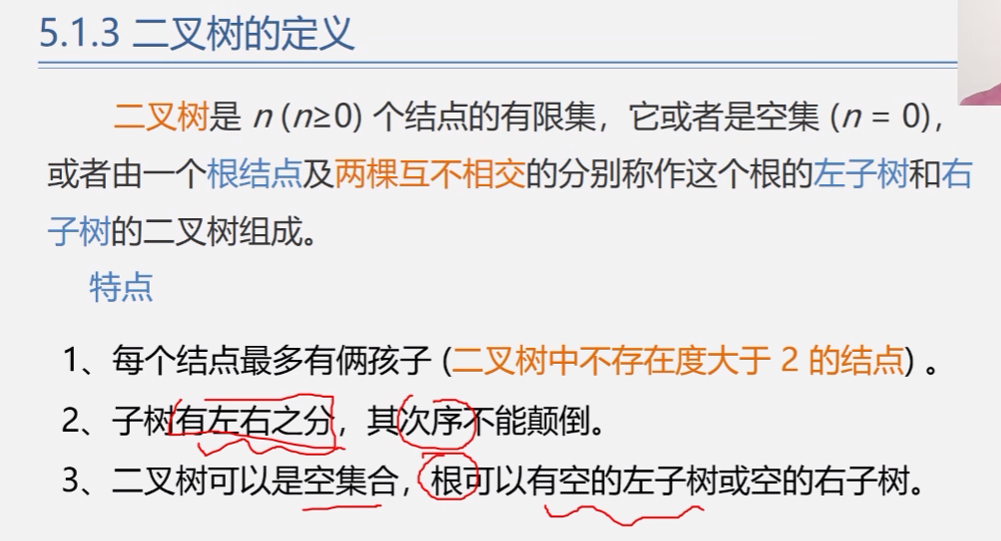 5.1.3 二叉树的定义
二叉树是 n (n≥0) 个结点的有限集，它或者是空集 (n = 0)，
或者由一个根结点及两棵互不相交的分别称作这个根的左子树和右
子树的二叉树组成。
特点
1、每个结点最多有俩孩子 (二叉树中不存在度大于 2 的结点) 。
2、子树有左右之分，其次序不能颠倒。
3、二叉树可以是空集合，根可以有空的左子树或空的右子树。